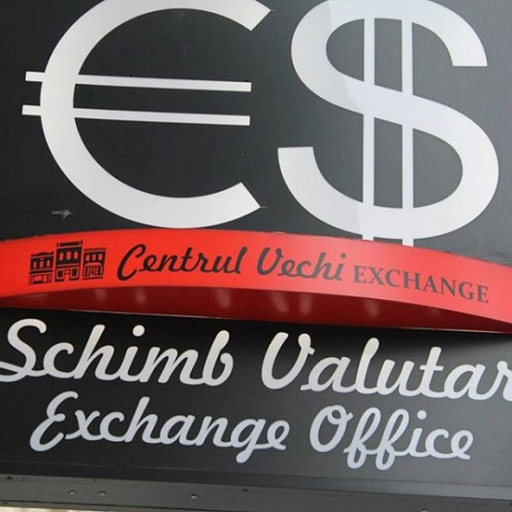 €$
Centrul Vechi EXCHANGE
Schimb Valutar
Exchange Office